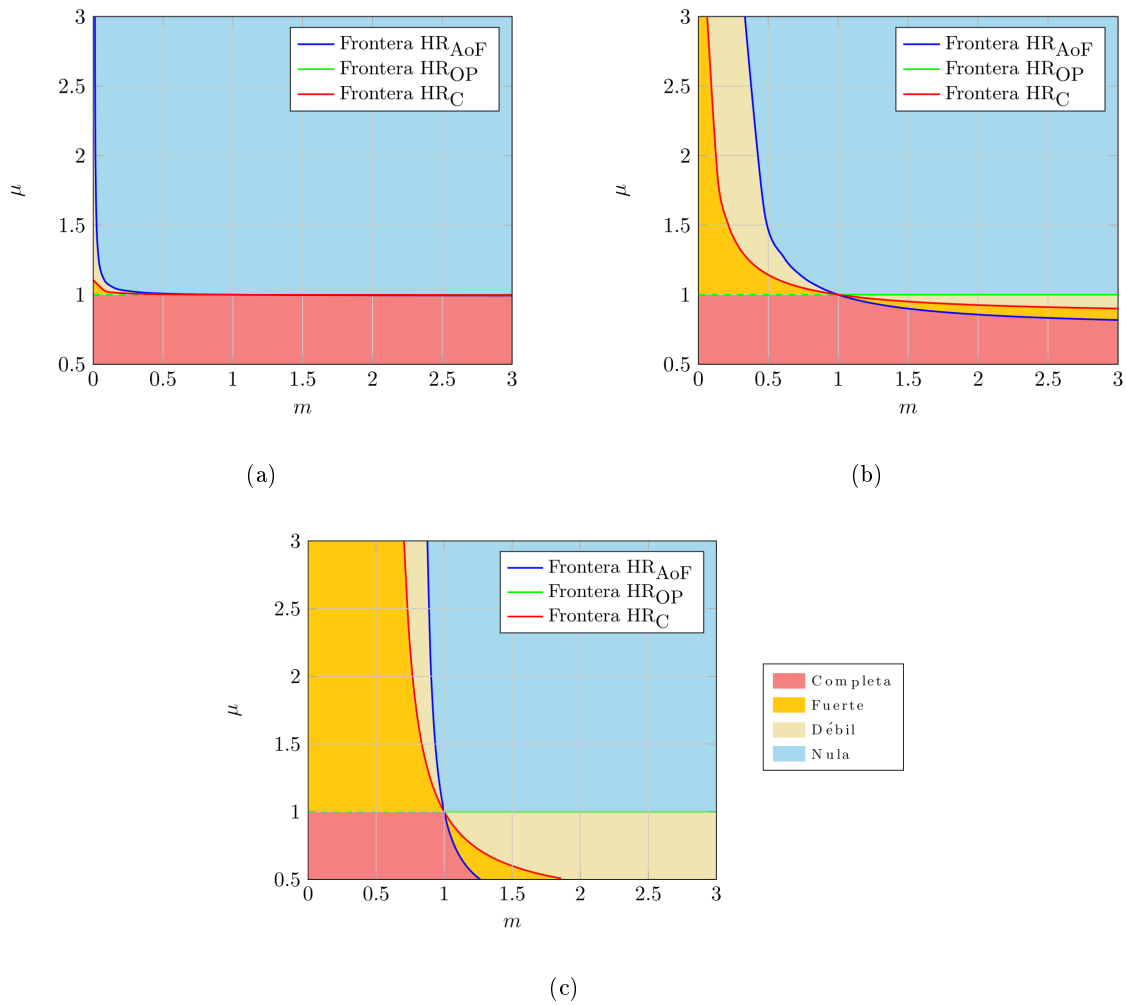 3
2.5
2
1.5
1
0.5
μ
0
0.5
1
1.5
2
2.5
3
m
Frontera HR_AoF
Frontera HR_OP
Frontera HR_C
(a)
3
2.5
2
1.5
1
0.5
μ
0
0.5
1
1.5
2
2.5
3
m
Frontera HR_AoF
Frontera HR_OP
Frontera HR_C
(b)
3
2.5
2
1.5
1
0.5
μ
0
0.5
1
1.5
2
2.5
3
m
Frontera HR_AoF
Frontera HR_OP
Frontera HR_C
Completa
Fuerte
Débil
Nula
(c)